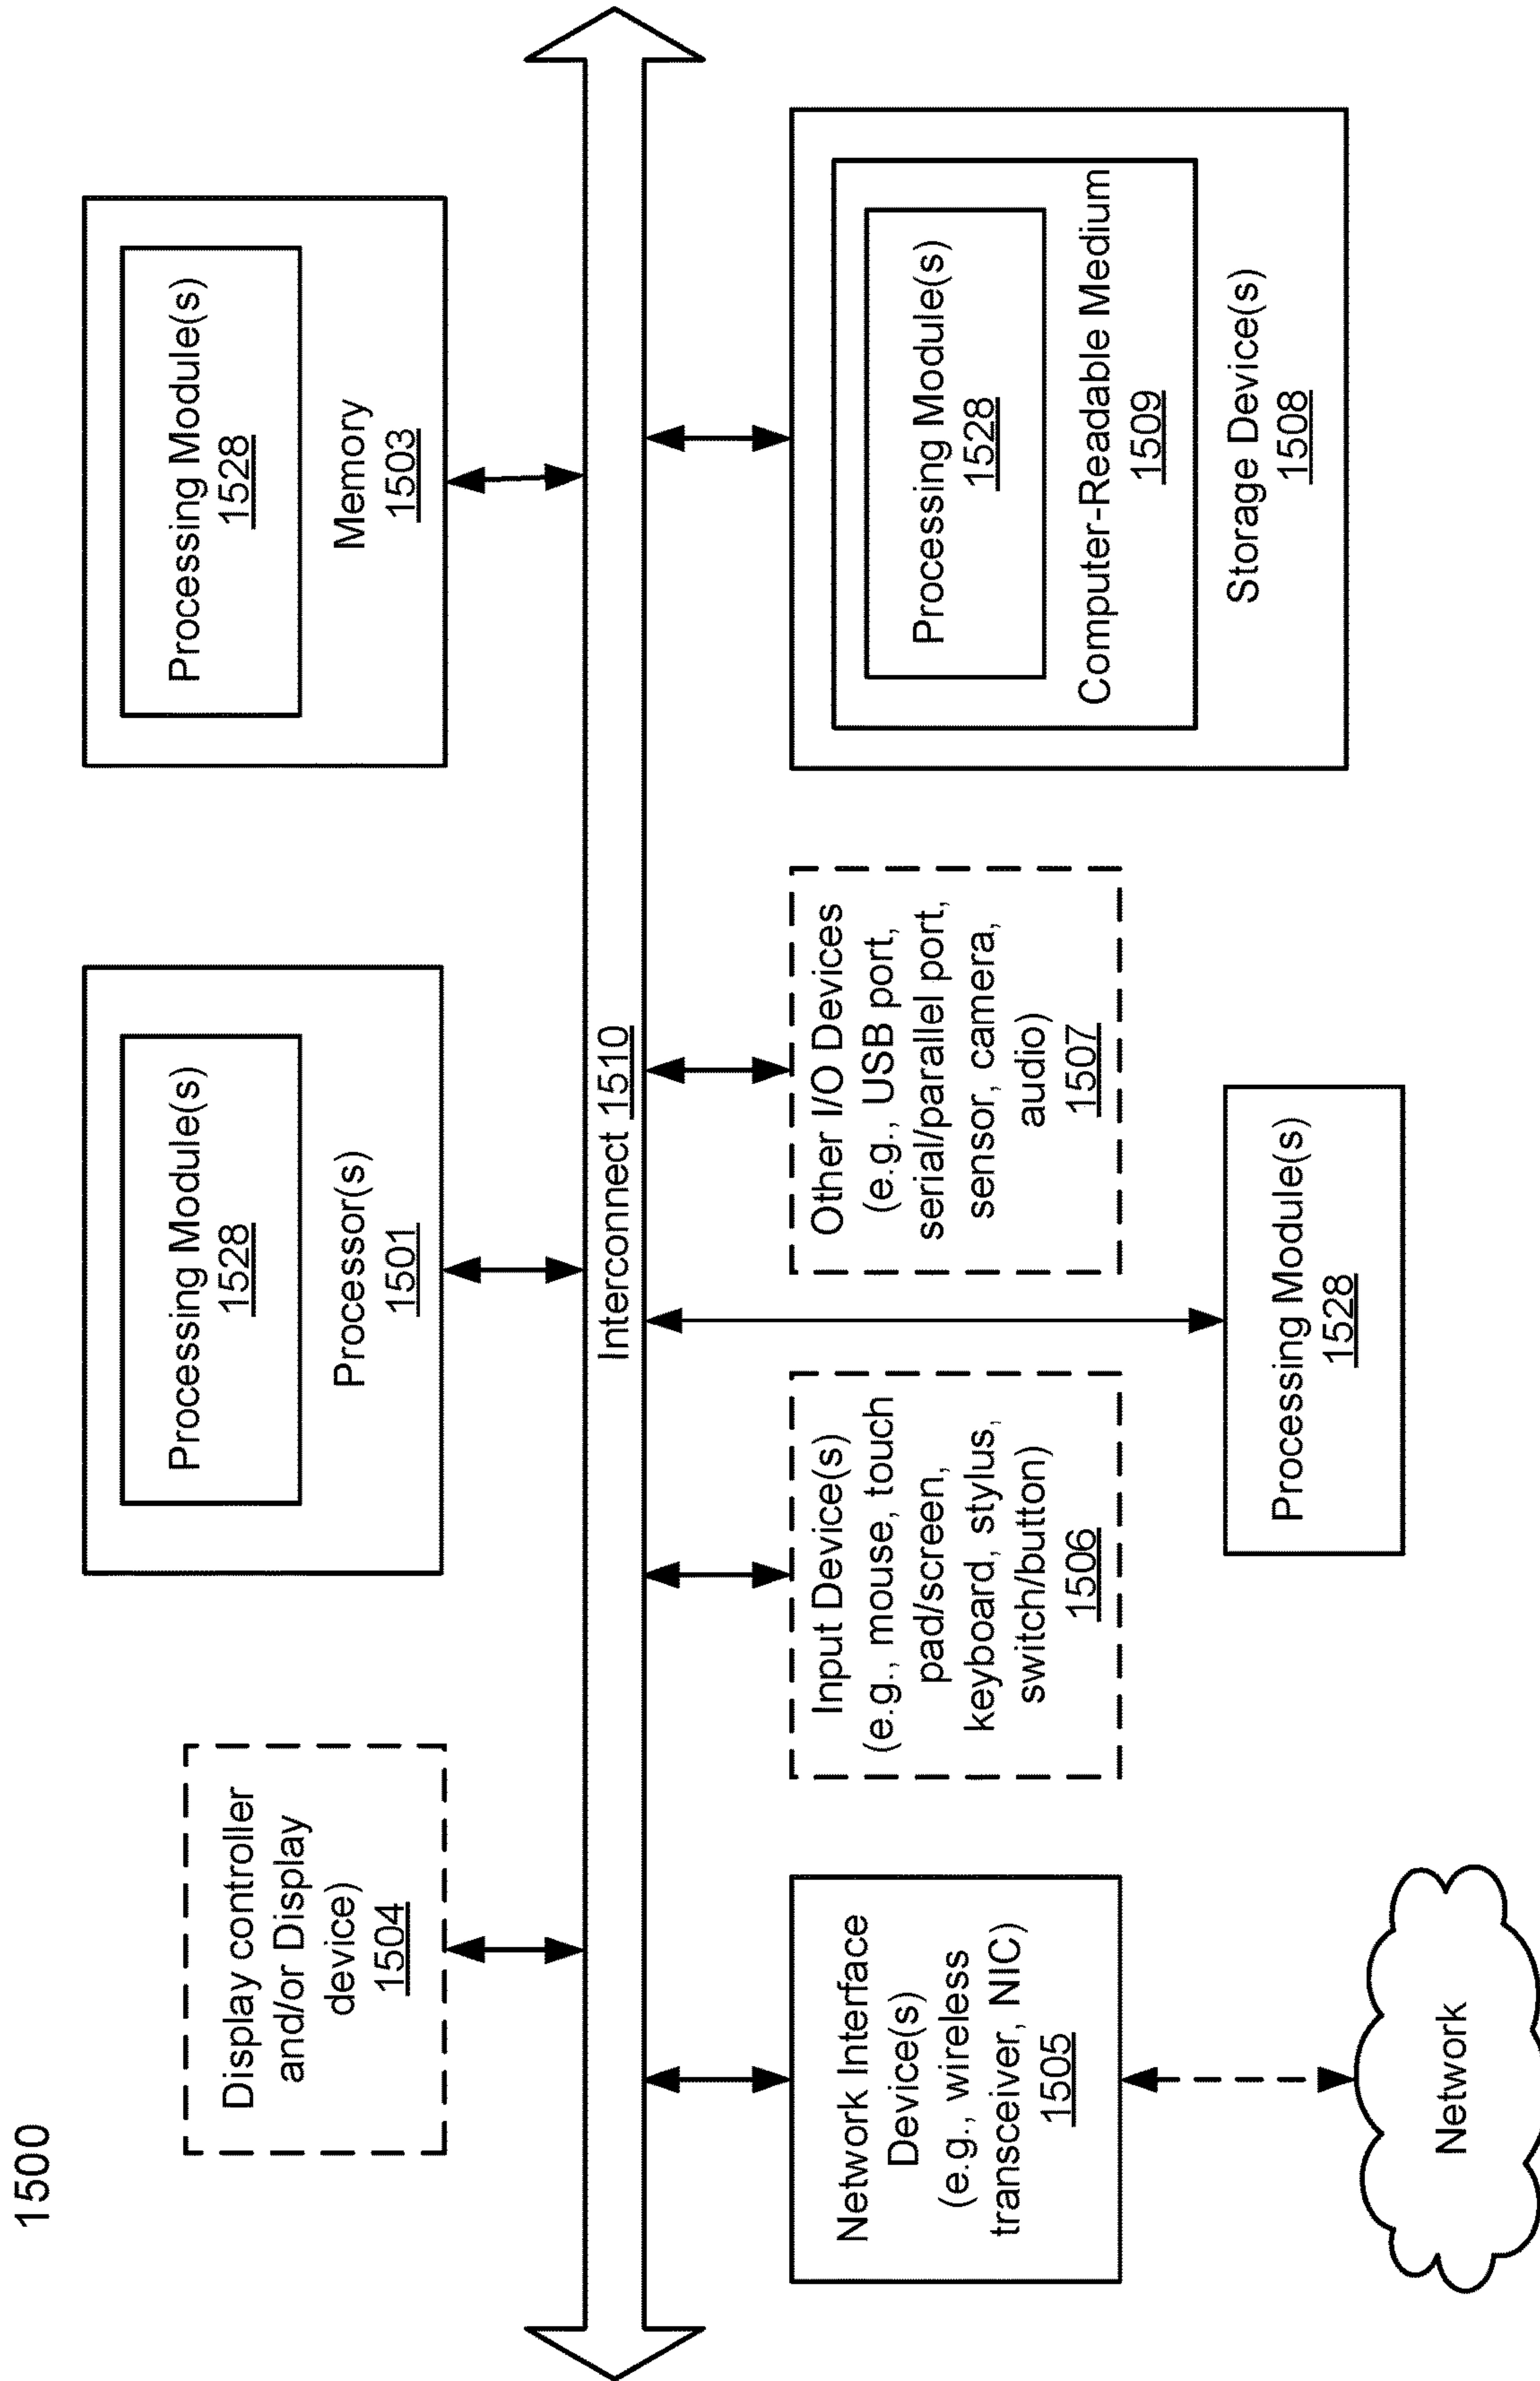 1500
Display controller
and/or Display
device)
1504
Processing Module(s)
1528
Processor(s)
1501
Processing Module(s)
1528
Memory
1503
Interconnect 1510
Network Interface
Device(s)
(e.g., wireless
transceiver, NIC)
1505
Input Device(s)
(e.g., mouse, touch
pad/screen,
keyboard, stylus,
switch/button)
1506
Other I/O Devices
(e.g., USB port,
serial/parallel port,
sensor, camera,
audio)
1507
Processing Module(s)
1528
Computer-Readable Medium
1509
Storage Device(s)
1508
Processing Module(s)
1528
Network